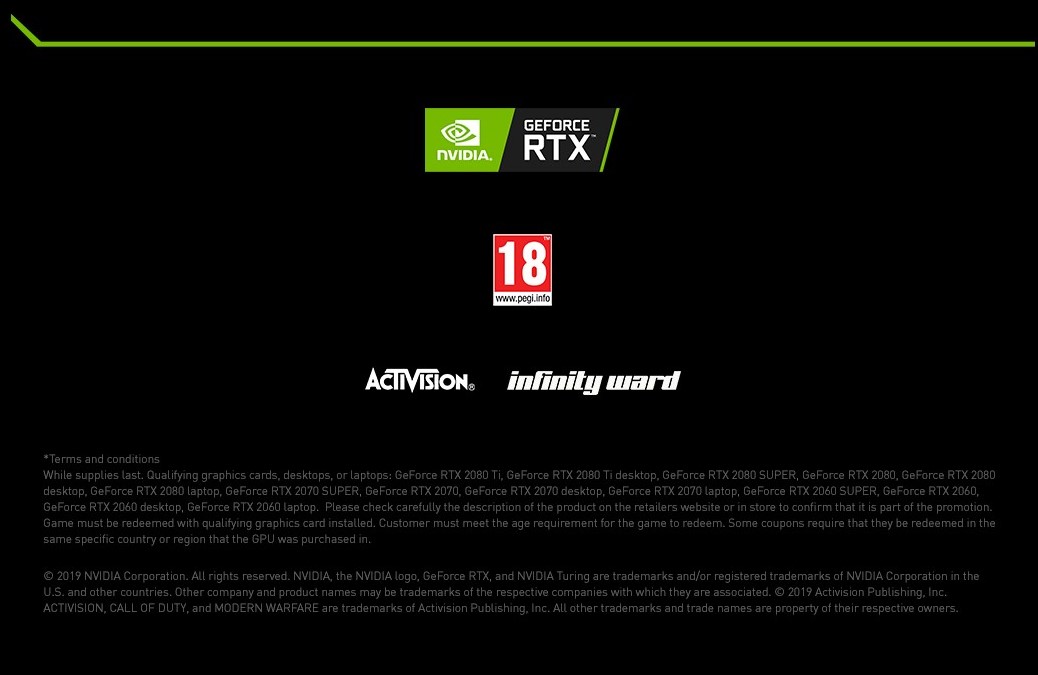 NVIDIA.
GEFORCE
RTX™
18™
www.pegi.info
ACTIVISION®
infinity ward
*Terms and conditions
While supplies last. Qualifying graphics cards, desktops, or laptops: GeForce RTX 2080 Ti, GeForce RTX 2080 Ti desktop, GeForce RTX 2080 SUPER, GeForce RTX 2080, GeForce RTX 2080
desktop, GeForce RTX 2080 laptop, GeForce RTX 2070 SUPER, GeForce RTX 2070, GeForce RTX 2070 desktop, GeForce RTX 2070 laptop, GeForce RTX 2060 SUPER, GeForce RTX 2060,
GeForce RTX 2060 desktop, GeForce RTX 2060 laptop.  Please check carefully the description of the product on the retailers website or in store to confirm that it is part of the promotion.
Game must be redeemed with qualifying graphics card installed. Customer must meet the age requirement for the game to redeem. Some coupons require that they be redeemed in the
same specific country or region that the GPU was purchased in.
© 2019 NVIDIA Corporation. All rights reserved. NVIDIA, the NVIDIA logo, GeForce RTX, and NVIDIA Turing are trademarks and/or registered trademarks of NVIDIA Corporation in the
U.S. and other countries. Other company and product names may be trademarks of the respective companies with which they are associated. © 2019 Activision Publishing, Inc.
ACTIVISION, CALL OF DUTY, and MODERN WARFARE are trademarks of Activision Publishing, Inc. All other trademarks and trade names are property of their respective owners.